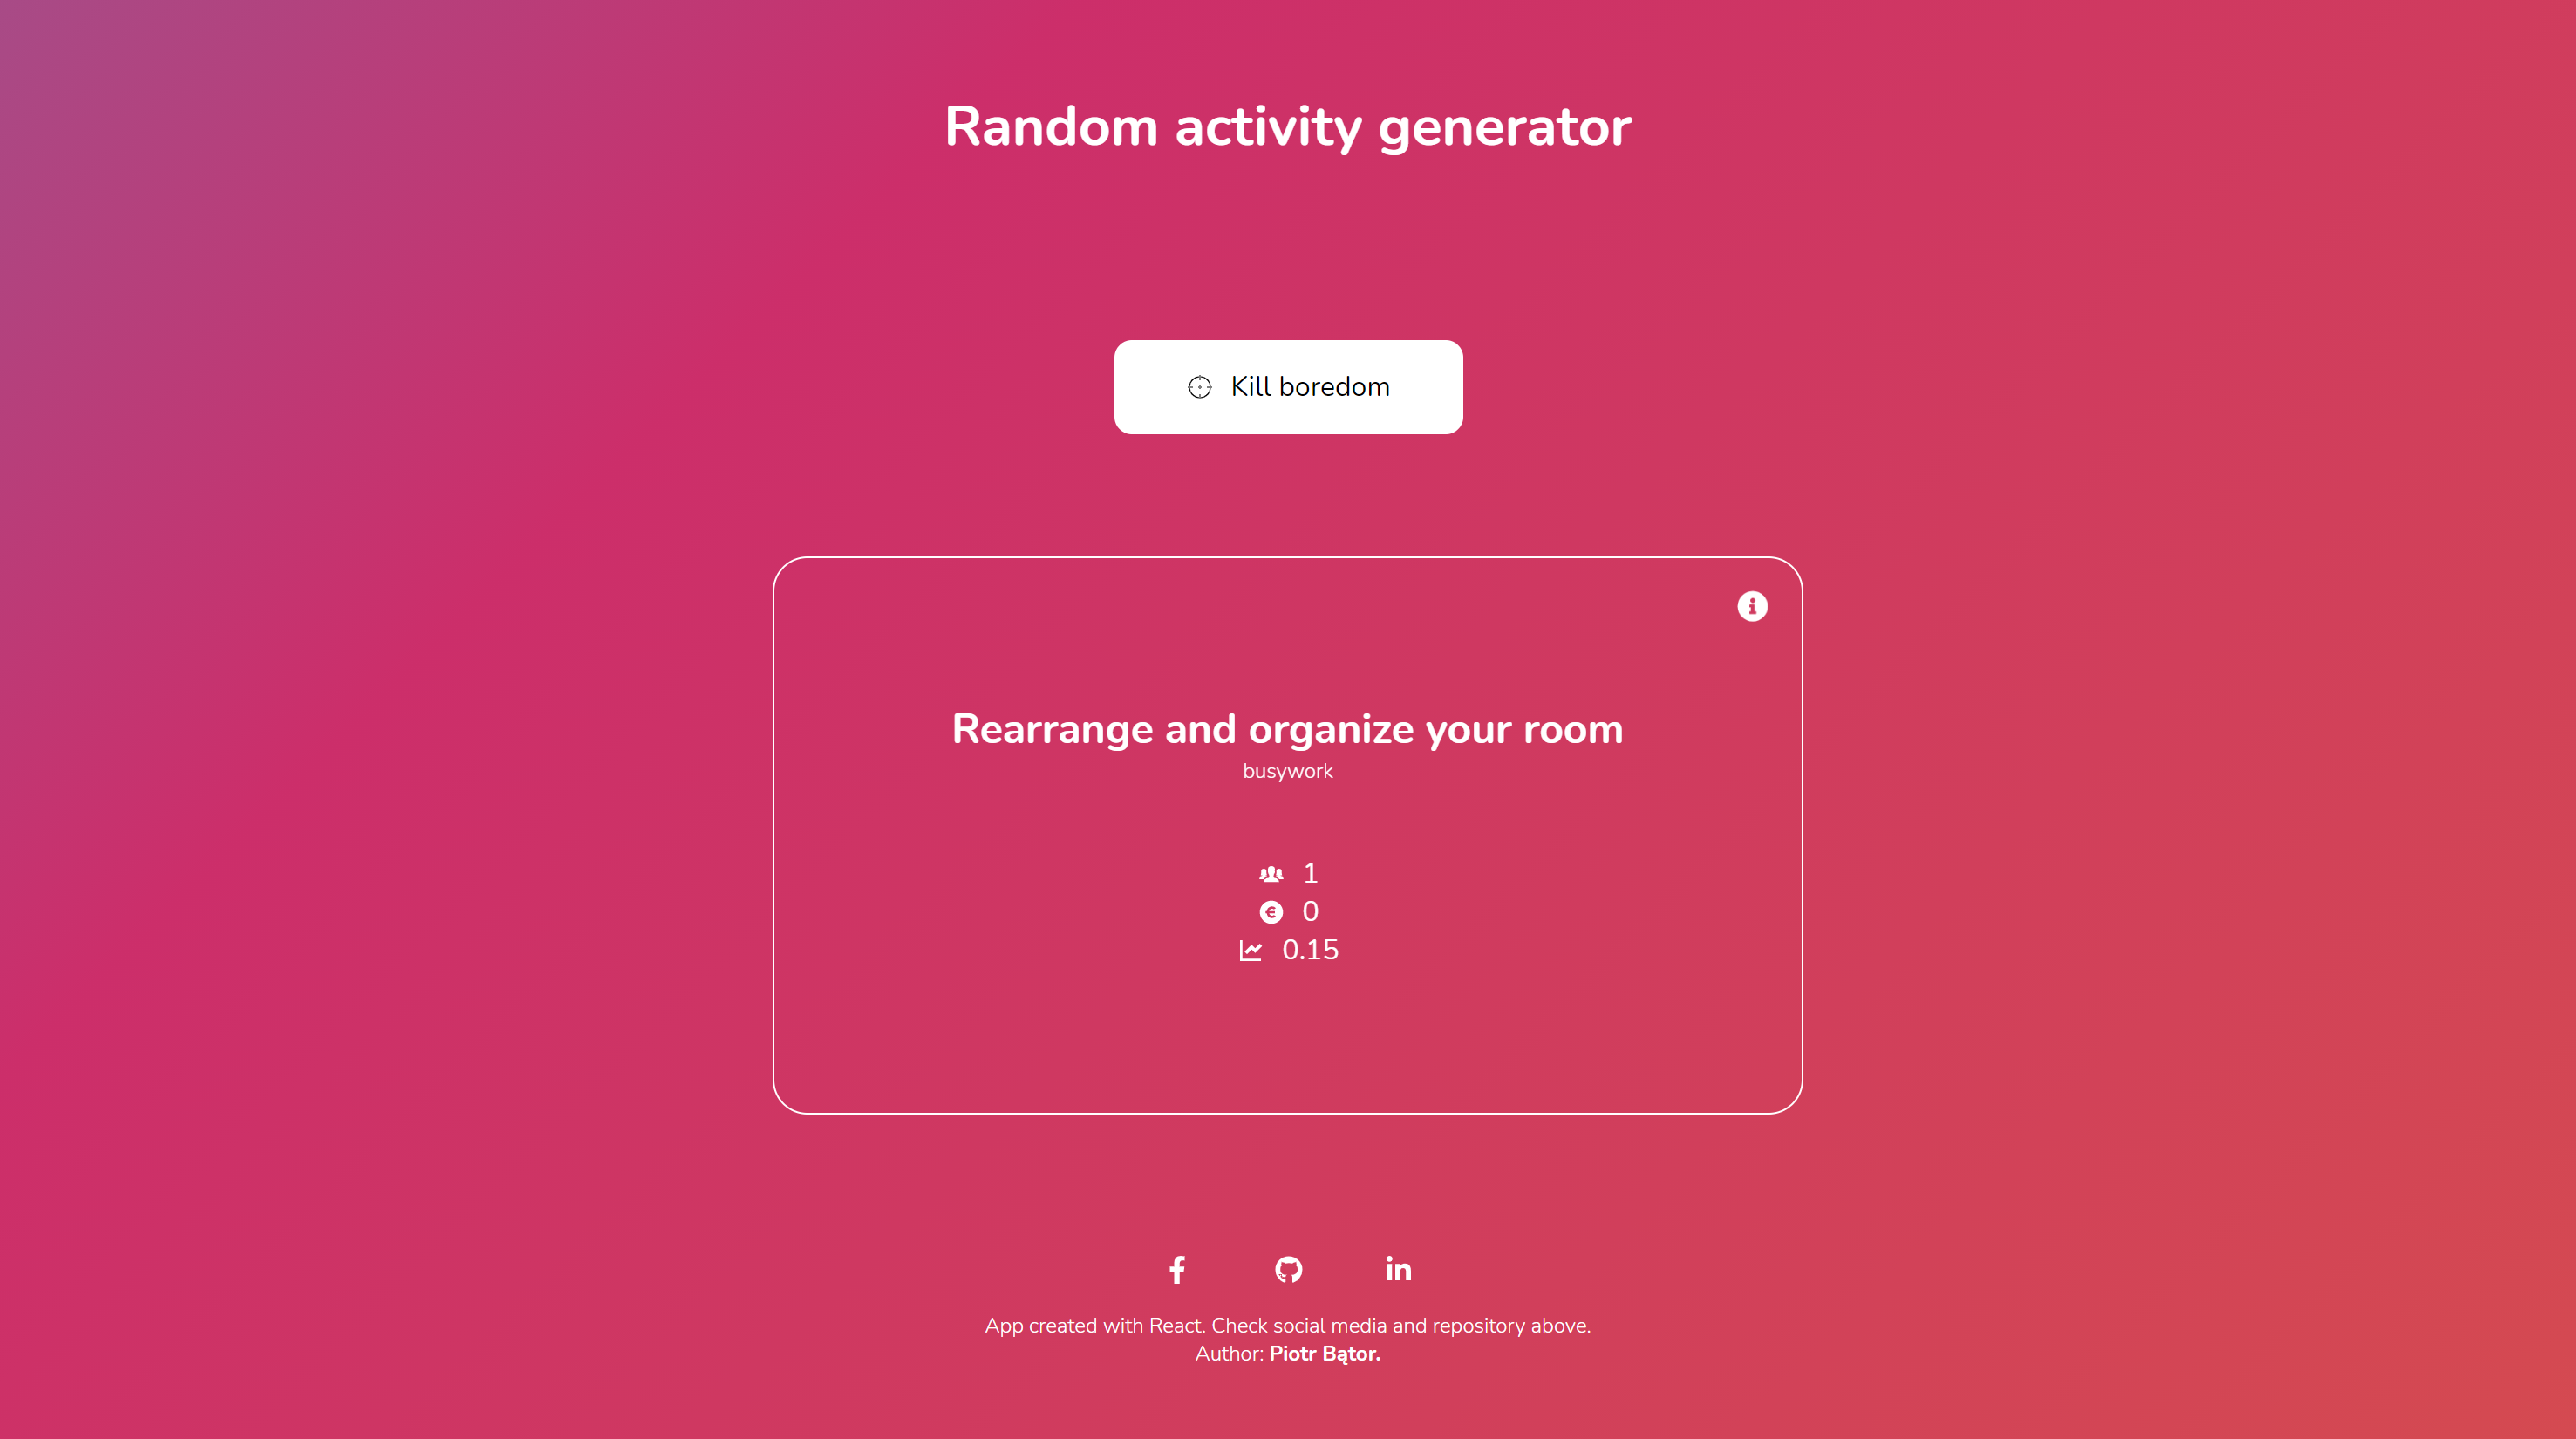 Random activity generator
Kill boredom
Rearrange and organize your room
busywork
1
0
0.15
App created with React. Check social media and repository above.
Author: Piotr Bątor.